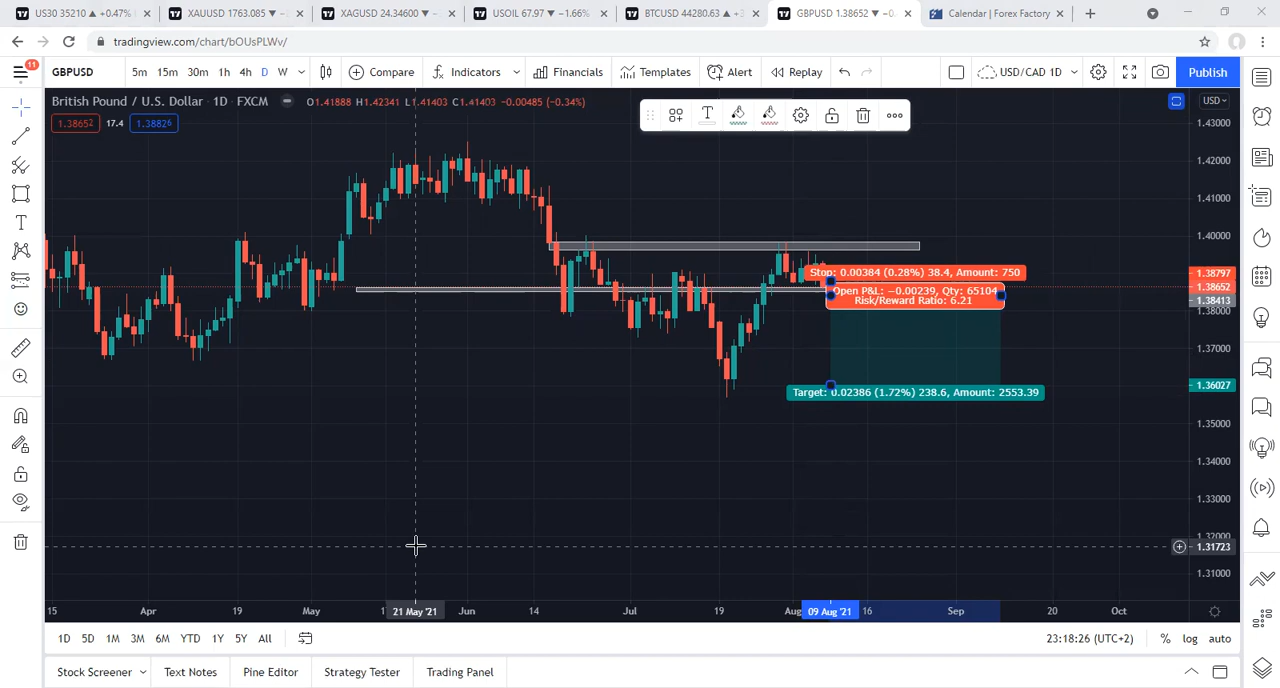 US30 35210 ▲ +0.47%
XAUUSD 1763.085 ▼ −
XAGUSD 24.34600 ▼ −
USOIL 67.97 ▼ −1.66%
BTCUSD 44280.63 ▲ +
GBPUSD 1.38652 ▼ −0
Calendar | Forex Factory
tradingview.com/chart/bOUsPLWv/
11
GBPUSD 5m 15m 30m 1h 4h D W Compare Indicators Financials Templates Alert Replay USD/CAD 1D Publish
British Pound / U.S. Dollar · 1D · FXCM O1.41888 H1.42341 L1.41403 C1.41403 −0.00485 (−0.34%)
USD
1.38652 17.4 1.38826
1.43000
1.42000
1.41000
1.40000
1.38797
1.38652
1.38413
1.38000
1.37000
1.36027
1.35000
1.34000
1.33000
1.32000
1.31723
1.31000
Stop: 0.00384 (0.28%) 38.4, Amount: 750
Open P&L: −0.00239, Qty: 65104
Risk/Reward Ratio: 6.21
Target: 0.02386 (1.72%) 238.6, Amount: 2553.39
15 Apr 19 May 21 May '21 Jun 14 Jul 19 Aug 09 Aug '21 16 Sep 20 Oct
1D 5D 1M 3M 6M YTD 1Y 5Y All 23:18:26 (UTC+2) % log auto
Stock Screener Text Notes Pine Editor Strategy Tester Trading Panel